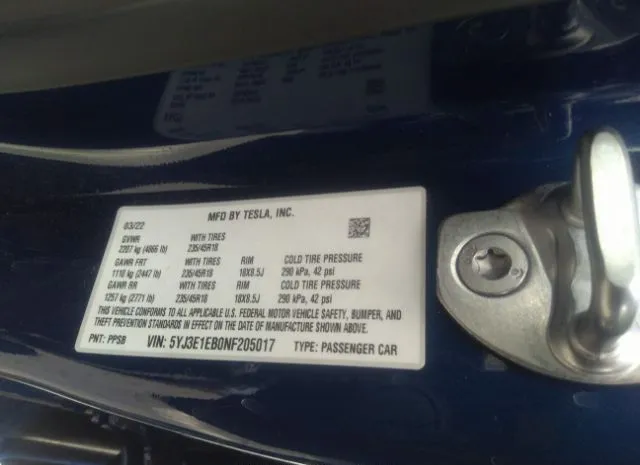 MFD BY TESLA, INC.
03/22
GVWR WITH TIRES
2207 kg (4866 lb) 235/45R18
GAWR FRT WITH TIRES RIM COLD TIRE PRESSURE
1110 kg (2447 lb) 235/45R18 18X8.5J 290 kPa, 42 psi
GAWR RR WITH TIRES RIM COLD TIRE PRESSURE
1257 kg (2771 lb) 235/45R18 18X8.5J 290 kPa, 42 psi
THIS VEHICLE CONFORMS TO ALL APPLICABLE U.S. FEDERAL MOTOR VEHICLE SAFETY, BUMPER, AND
THEFT PREVENTION STANDARDS IN EFFECT ON THE DATE OF MANUFACTURE SHOWN ABOVE.
PNT: PPSB VIN: 5YJ3E1EB0NF205017 TYPE: PASSENGER CAR